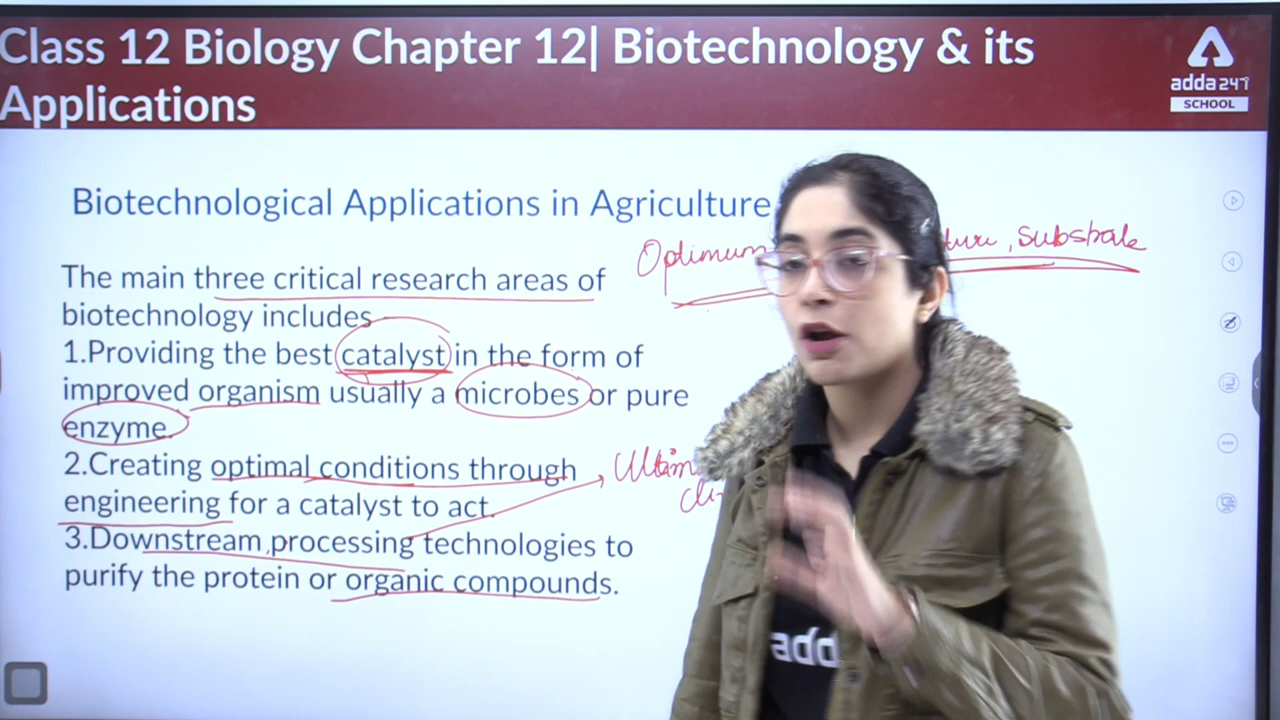 Class 12 Biology Chapter 12| Biotechnology & its
Applications
adda247
SCHOOL
Biotechnological Applications in Agriculture
Optimum
, substrate
The main three critical research areas of
biotechnology includes
1.Providing the best catalyst in the form of
improved organism usually a microbes or pure
enzyme.
2.Creating optimal conditions through
engineering for a catalyst to act.
3.Downstream processing technologies to
purify the protein or organic compounds.
add